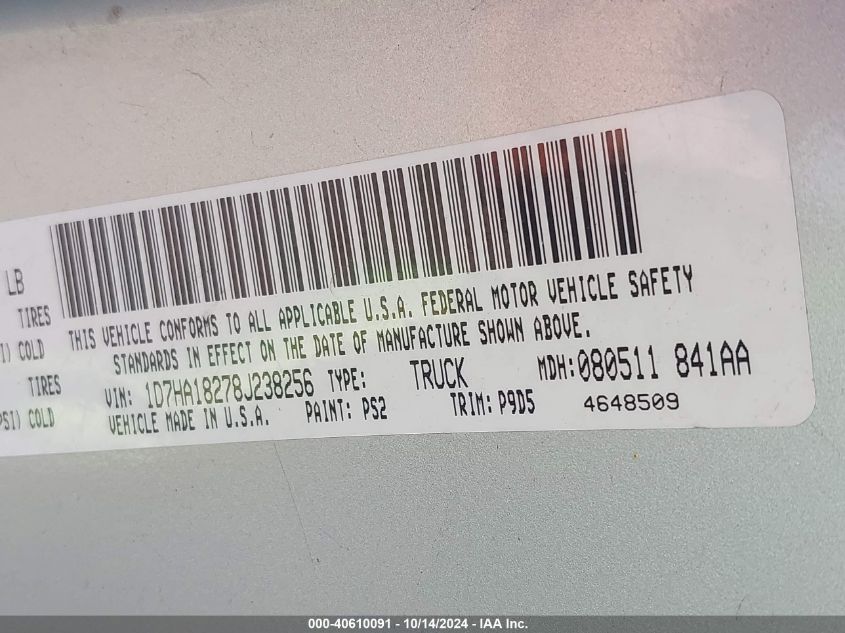 LB
TIRES
I) COLD
TIRES
PSI) COLD
THIS VEHICLE CONFORMS TO ALL APPLICABLE U.S.A. FEDERAL MOTOR VEHICLE SAFETY
STANDARDS IN EFFECT ON THE DATE OF MANUFACTURE SHOWN ABOVE.
VIN: 1D7HA18278J238256 TYPE: TRUCK MDH:080511 841AA
VEHICLE MADE IN U.S.A. PAINT: PS2 TRIM: P9D5 4648509
000-40610091 - 10/14/2024 - IAA Inc.